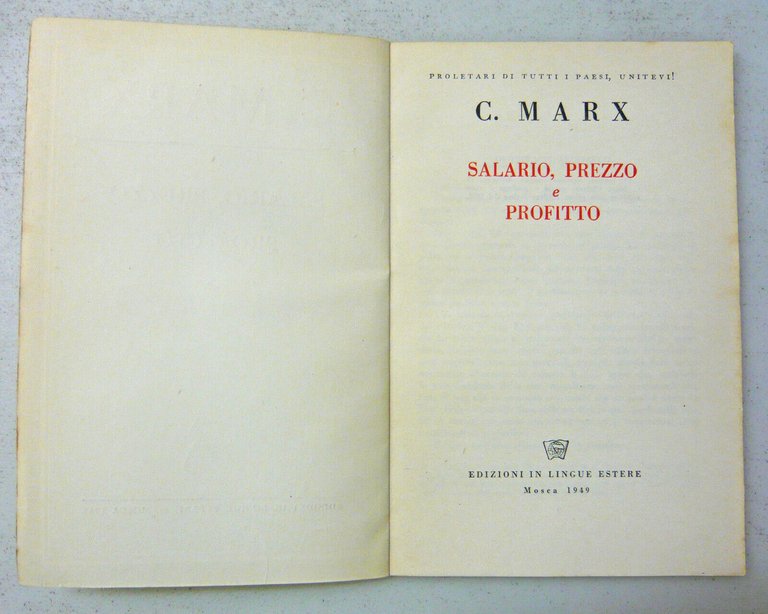 PROLETARI DI TUTTI I PAESI, UNITEVI!
C. MARX
SALARIO, PREZZO
e
PROFITTO
EDIZIONI IN LINGUE ESTERE
Mosca 1949